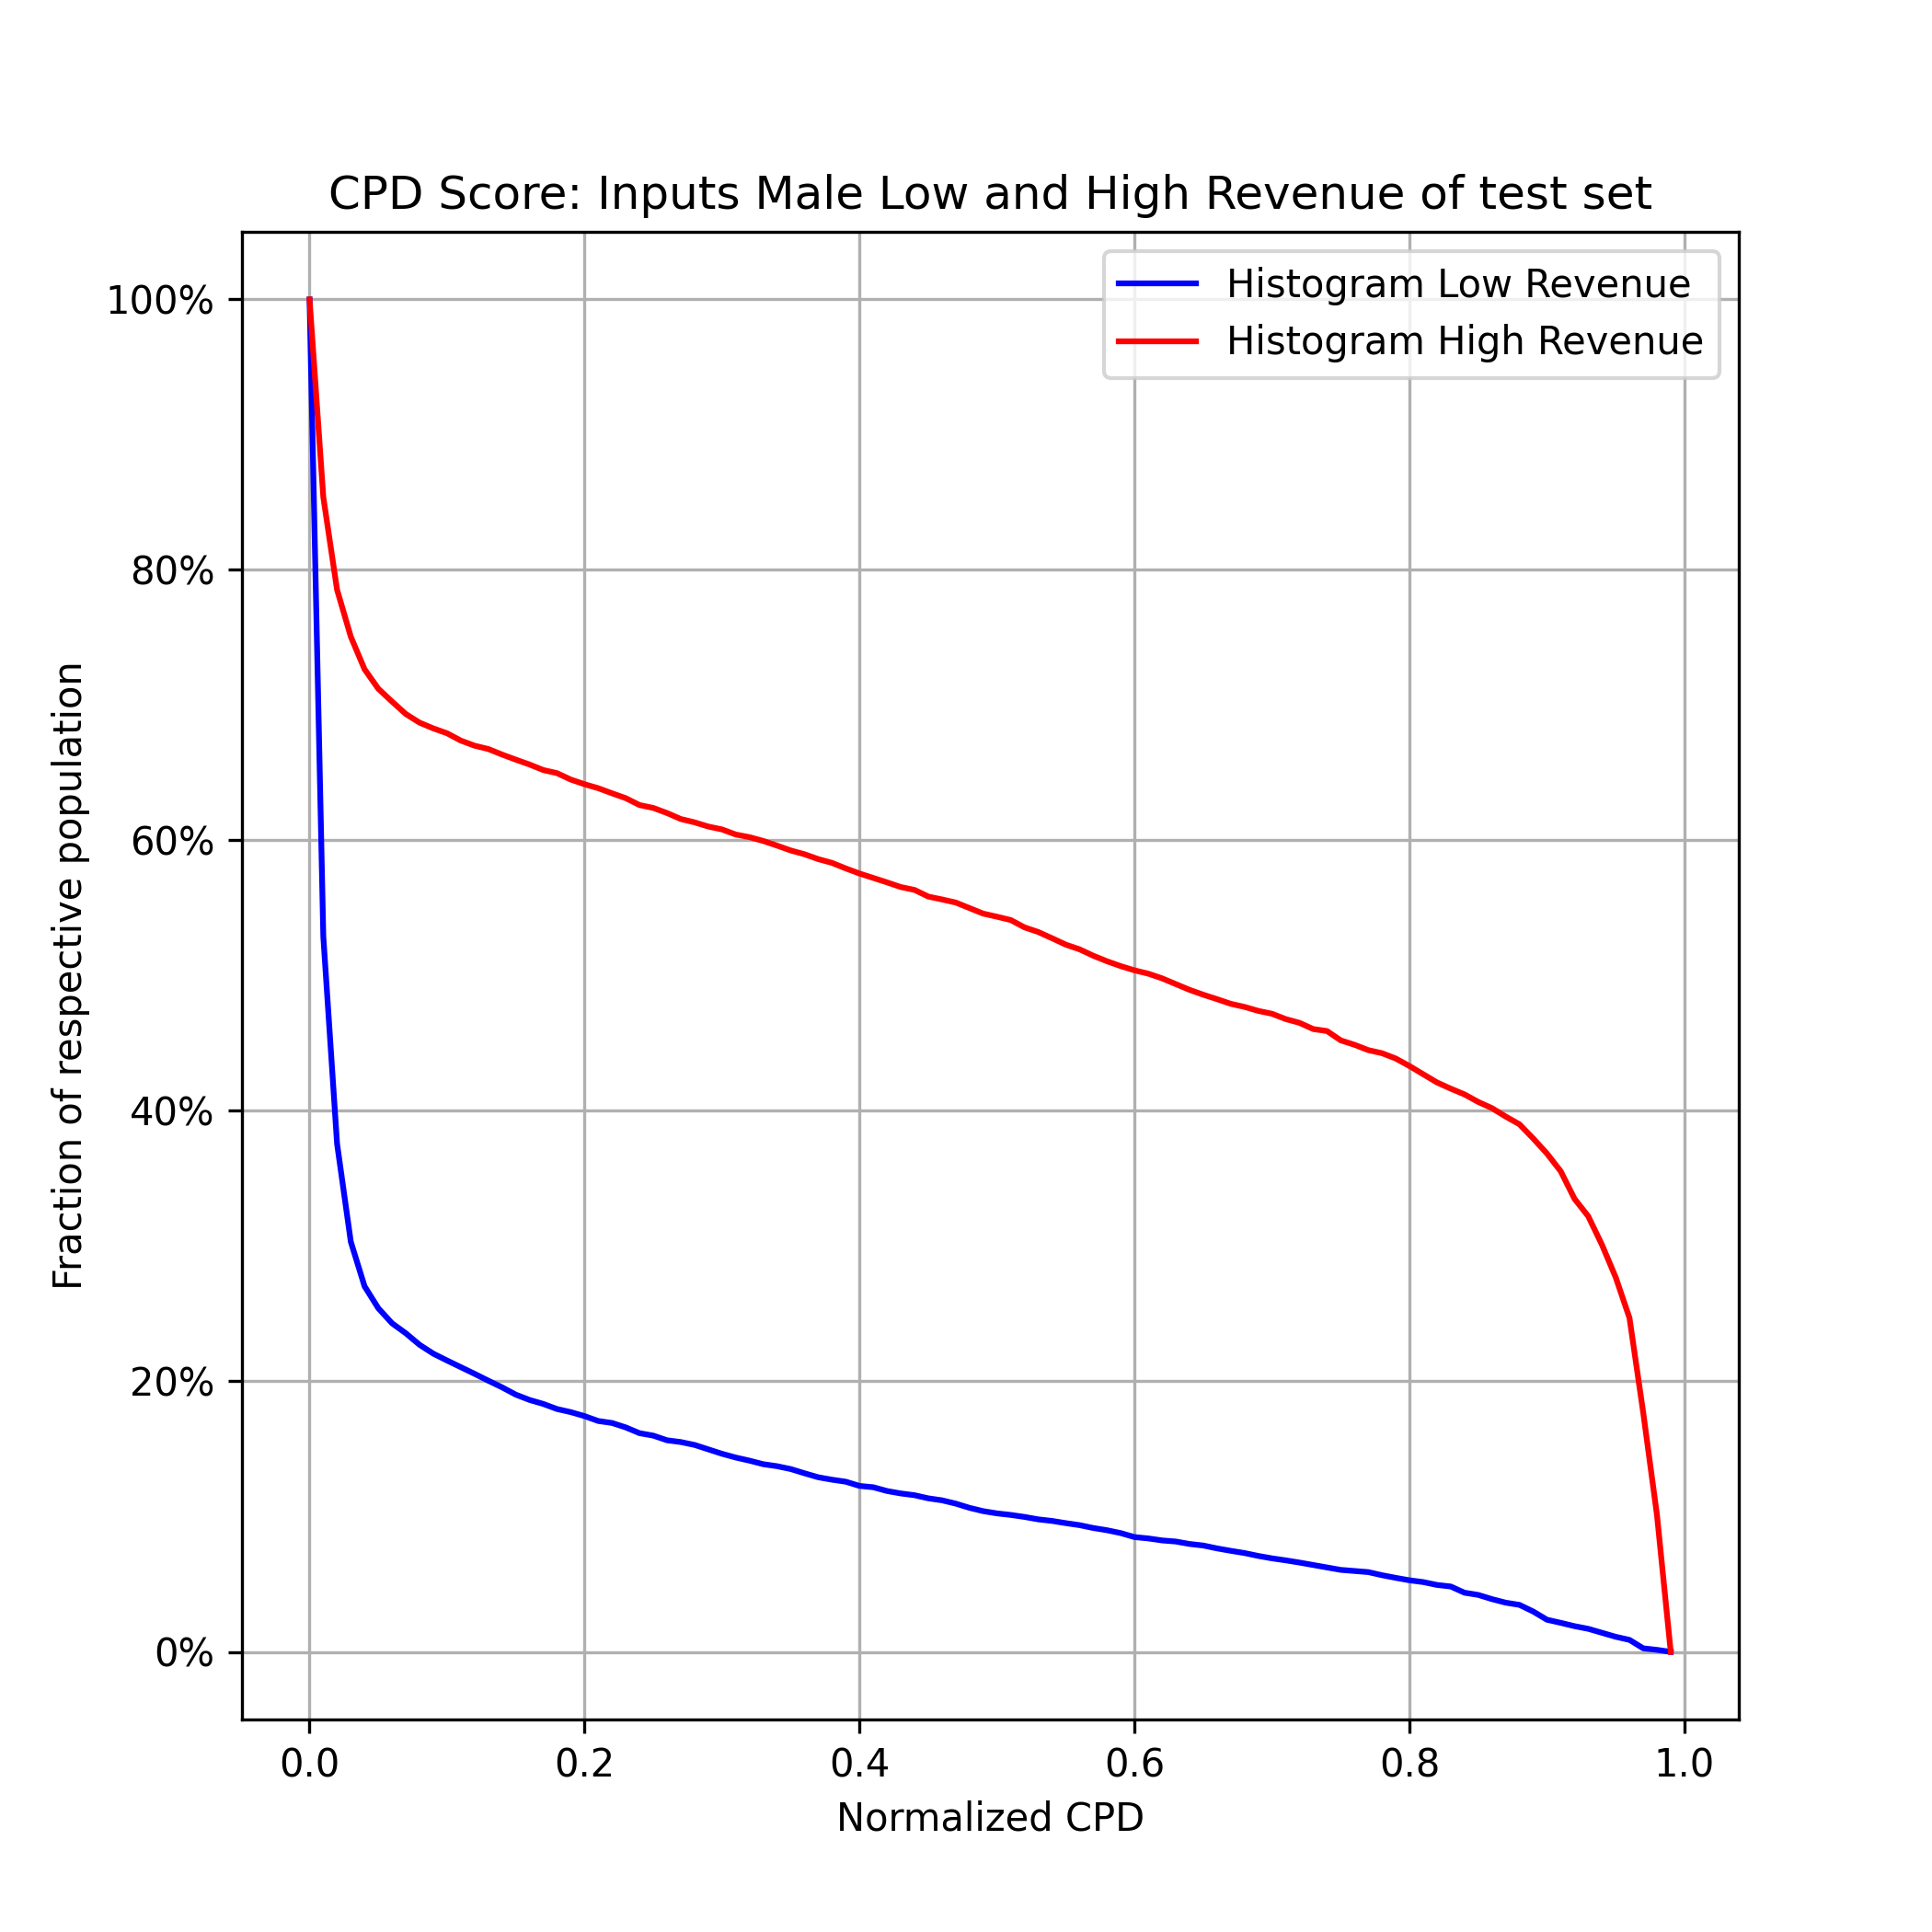 CPD Score: Inputs Male Low and High Revenue of test set
Histogram Low Revenue
Histogram High Revenue
Fraction of respective population
100%
80%
60%
40%
20%
0%
0.0 0.2 0.4 0.6 0.8 1.0
Normalized CPD